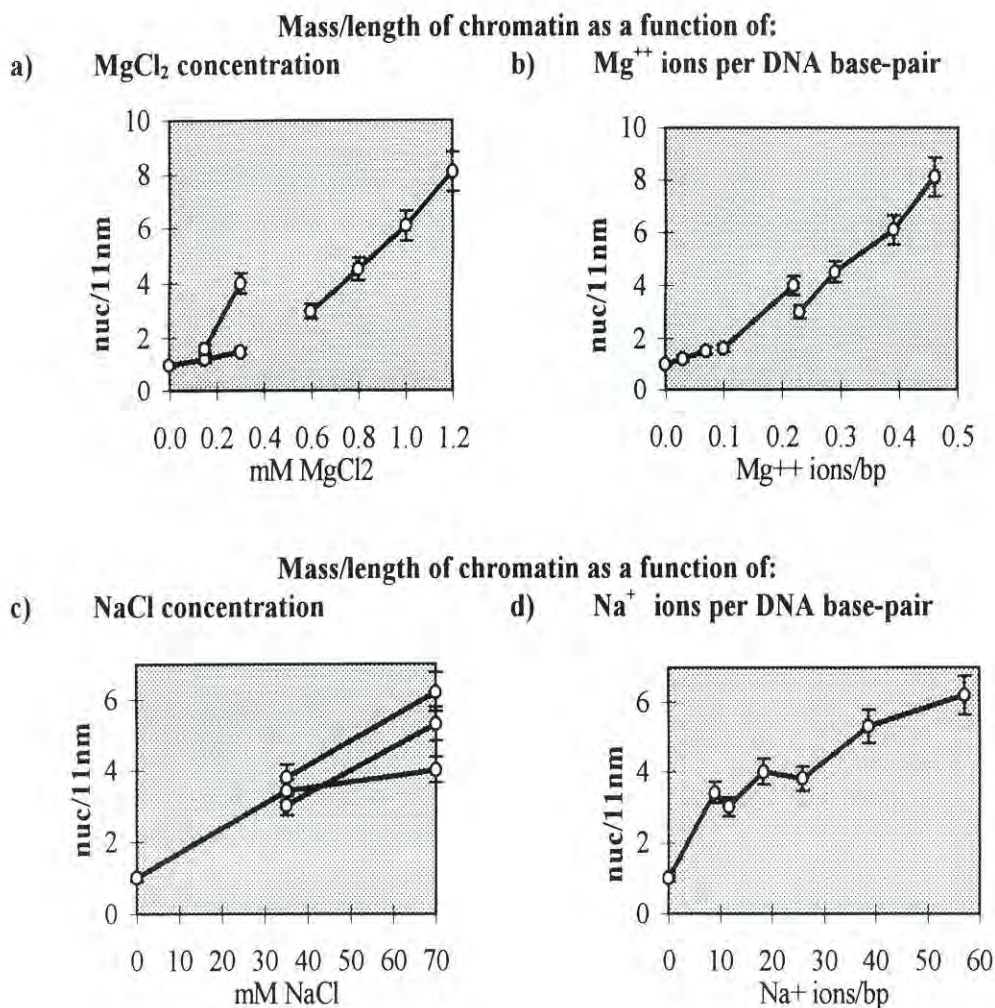 Mass/length of chromatin as a function of:
a) MgCl₂ concentration
b) Mg⁺⁺ ions per DNA base-pair
nuc/11nm
10
8
6
4
2
0
0.0 0.2 0.4 0.6 0.8 1.0 1.2
mM MgCl2
nuc/11nm
10
8
6
4
2
0
0.0 0.1 0.2 0.3 0.4 0.5
Mg++ ions/bp
Mass/length of chromatin as a function of:
c) NaCl concentration
d) Na⁺ ions per DNA base-pair
nuc/11nm
6
4
2
0
0 10 20 30 40 50 60 70
mM NaCl
nuc/11nm
6
4
2
0
0 10 20 30 40 50 60
Na+ ions/bp